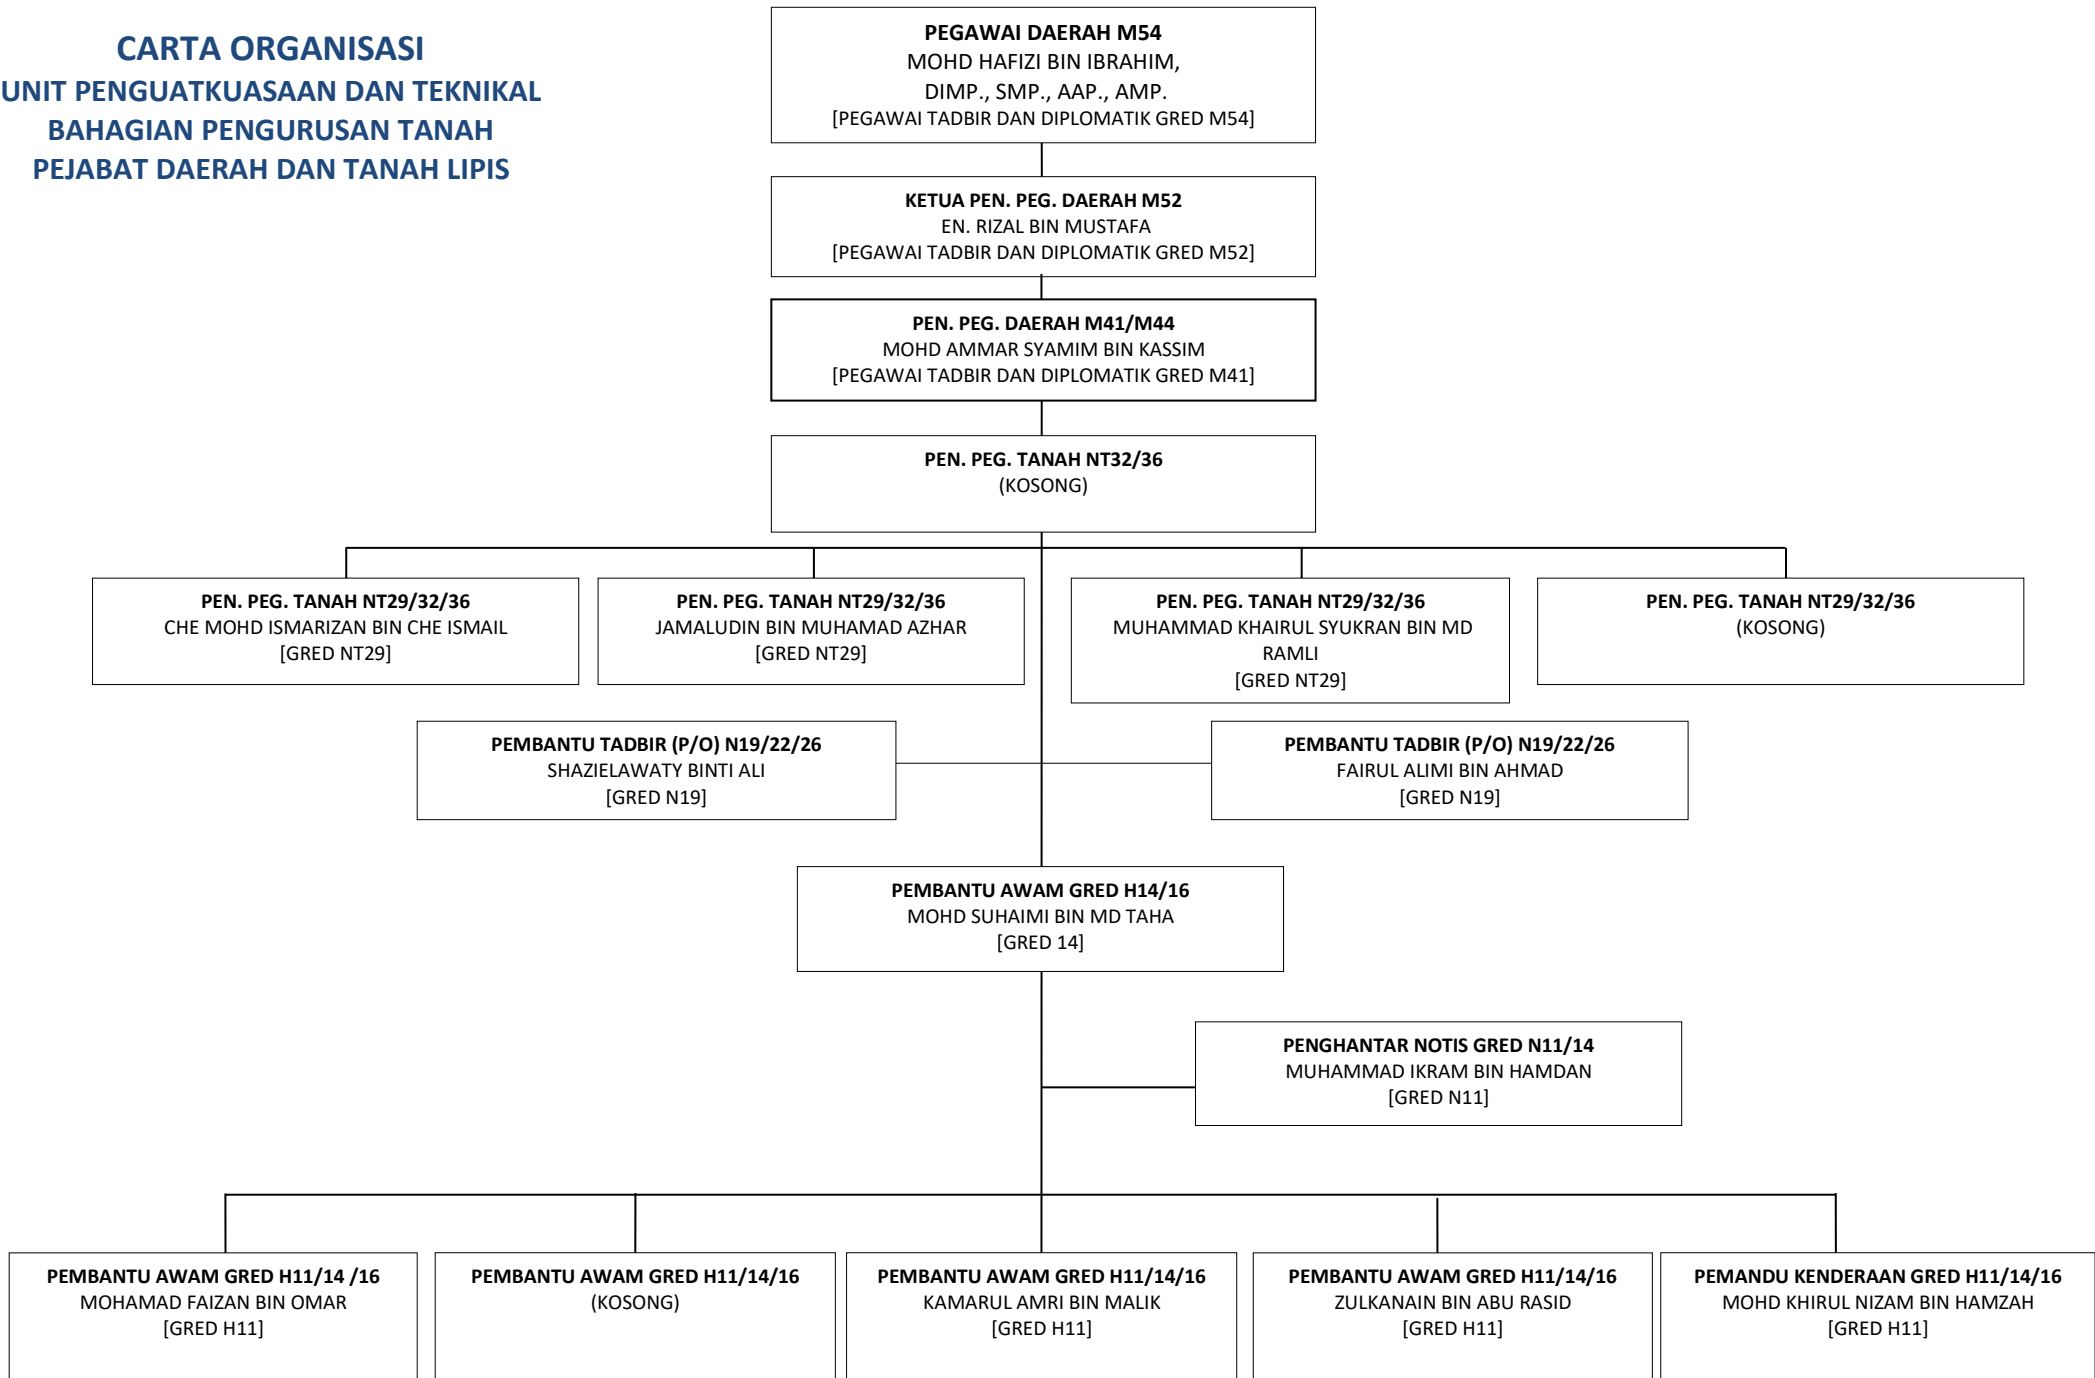 CARTA ORGANISASI
UNIT PENGUATKUASAAN DAN TEKNIKAL
BAHAGIAN PENGURUSAN TANAH
PEJABAT DAERAH DAN TANAH LIPIS
PEGAWAI DAERAH M54
MOHD HAFIZI BIN IBRAHIM,
DIMP., SMP., AAP., AMP.
[PEGAWAI TADBIR DAN DIPLOMATIK GRED M54]
KETUA PEN. PEG. DAERAH M52
EN. RIZAL BIN MUSTAFA
[PEGAWAI TADBIR DAN DIPLOMATIK GRED M52]
PEN. PEG. DAERAH M41/M44
MOHD AMMAR SYAMIM BIN KASSIM
[PEGAWAI TADBIR DAN DIPLOMATIK GRED M41]
PEN. PEG. TANAH NT32/36
(KOSONG)
PEN. PEG. TANAH NT29/32/36
CHE MOHD ISMARIZAN BIN CHE ISMAIL
[GRED NT29]
PEN. PEG. TANAH NT29/32/36
JAMALUDIN BIN MUHAMAD AZHAR
[GRED NT29]
PEN. PEG. TANAH NT29/32/36
MUHAMMAD KHAIRUL SYUKRAN BIN MD
RAMLI
[GRED NT29]
PEN. PEG. TANAH NT29/32/36
(KOSONG)
PEMBANTU TADBIR (P/O) N19/22/26
SHAZIELAWATY BINTI ALI
[GRED N19]
PEMBANTU TADBIR (P/O) N19/22/26
FAIRUL ALIMI BIN AHMAD
[GRED N19]
PEMBANTU AWAM GRED H14/16
MOHD SUHAIMI BIN MD TAHA
[GRED 14]
PENGHANTAR NOTIS GRED N11/14
MUHAMMAD IKRAM BIN HAMDAN
[GRED N11]
PEMBANTU AWAM GRED H11/14 /16
MOHAMAD FAIZAN BIN OMAR
[GRED H11]
PEMBANTU AWAM GRED H11/14/16
(KOSONG)
PEMBANTU AWAM GRED H11/14/16
KAMARUL AMRI BIN MALIK
[GRED H11]
PEMBANTU AWAM GRED H11/14/16
ZULKANAIN BIN ABU RASID
[GRED H11]
PEMANDU KENDERAAN GRED H11/14/16
MOHD KHIRUL NIZAM BIN HAMZAH
[GRED H11]